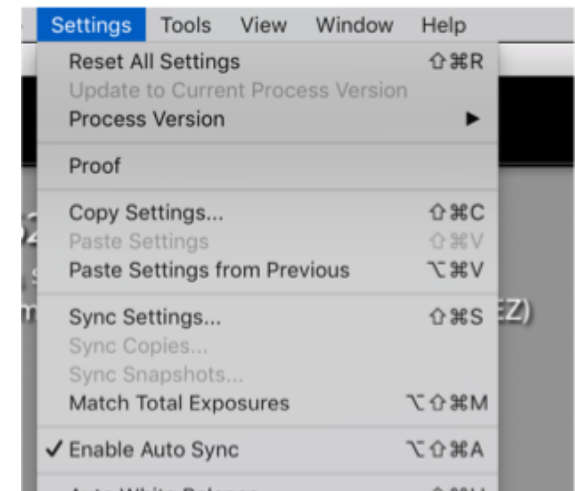 Settings Tools View Window Help
Reset All Settings ⇧⌘R
Update to Current Process Version
Process Version ▶
Proof
Copy Settings... ⇧⌘C
Paste Settings ⇧⌘V
Paste Settings from Previous ⌥⌘V
Sync Settings... ⇧⌘S
EZ)
Sync Copies...
Sync Snapshots...
Match Total Exposures ⌥⇧⌘M
✓ Enable Auto Sync ⌥⇧⌘A